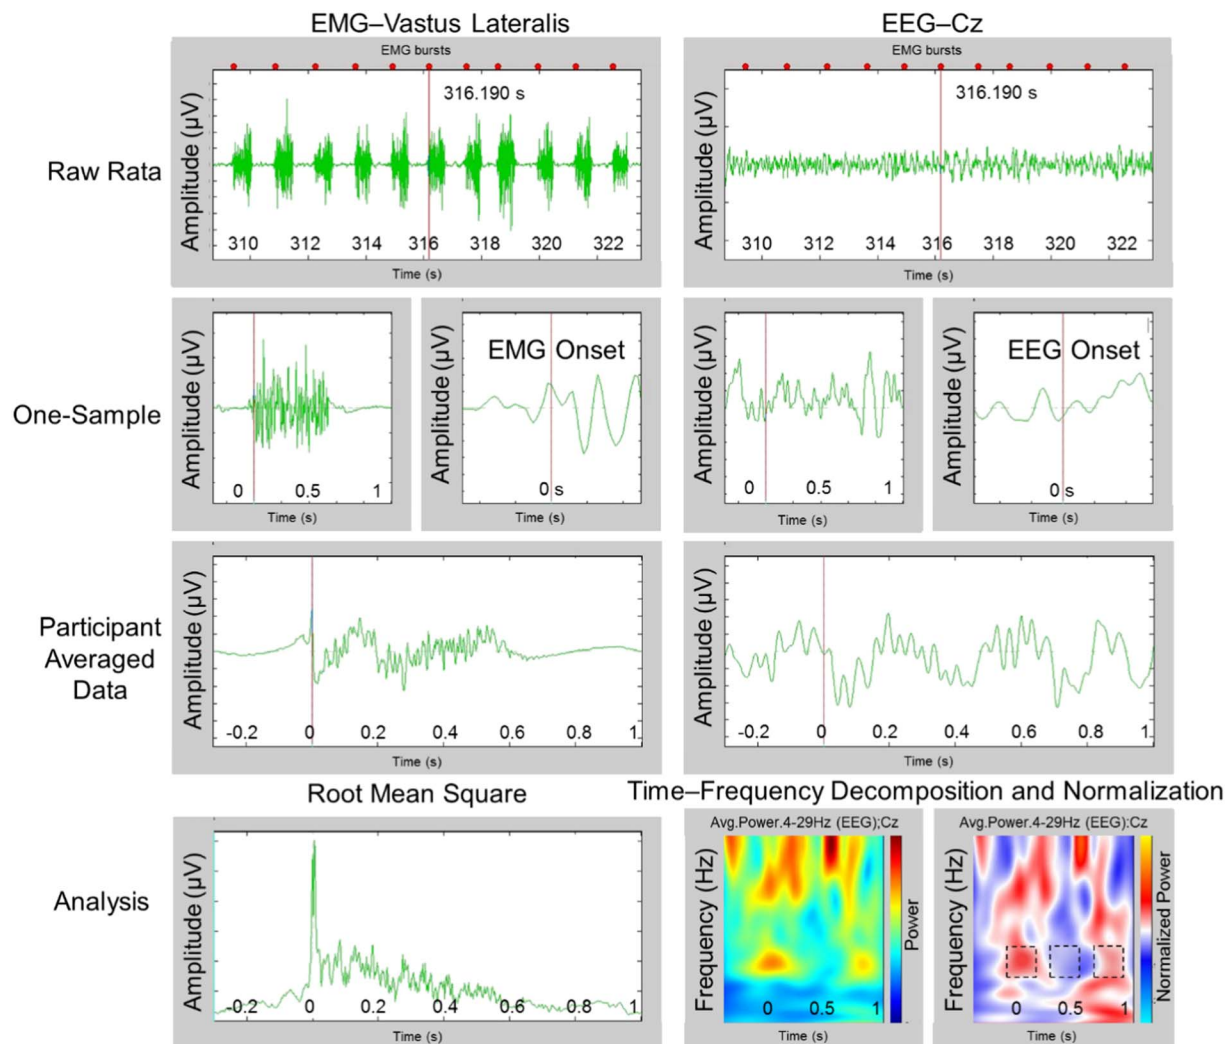 EMG–Vastus Lateralis
EEG–Cz
EMG bursts
EMG bursts
Raw Rata
Amplitude (µV)
316.190 s
310 312 314 316 318 320 322
Time (s)
Amplitude (µV)
316.190 s
310 312 314 316 318 320 322
Time (s)
One-Sample
Amplitude (µV)
0 0.5 1
Time (s)
Amplitude (µV)
EMG Onset
0 s
Time (s)
Amplitude (µV)
0 0.5 1
Time (s)
Amplitude (µV)
EEG Onset
0 s
Time (s)
Participant
Averaged
Data
Amplitude (µV)
-0.2 0 0.2 0.4 0.6 0.8 1
Time (s)
Amplitude (µV)
-0.2 0 0.2 0.4 0.6 0.8 1
Time (s)
Root Mean Square
Time–Frequency Decomposition and Normalization
Analysis
Amplitude (µV)
-0.2 0 0.2 0.4 0.6 0.8 1
Time (s)
Avg.Power.4-29Hz (EEG);Cz
Frequency (Hz)
0 0.5 1
Time (s)
Power
Avg.Power.4-29Hz (EEG);Cz
Frequency (Hz)
0 0.5 1
Time (s)
Normalized Power